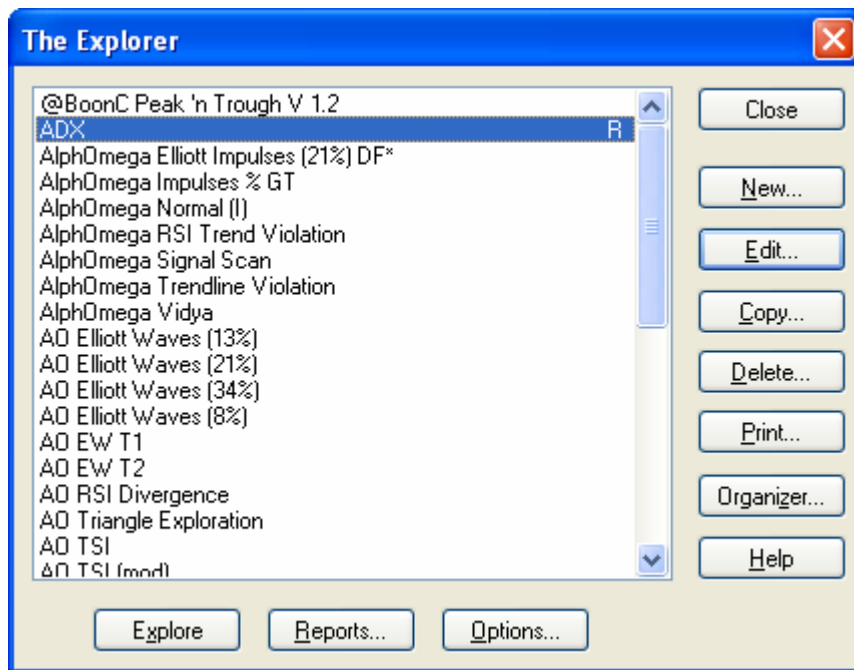 The Explorer
@BoonC Peak 'n Trough V 1.2
ADX R
AlphOmega Elliott Impulses (21%) DF*
AlphOmega Impulses % GT
AlphOmega Normal (I)
AlphOmega RSI Trend Violation
AlphOmega Signal Scan
AlphOmega Trendline Violation
AlphOmega Vidya
AO Elliott Waves (13%)
AO Elliott Waves (21%)
AO Elliott Waves (34%)
AO Elliott Waves (8%)
AO EW T1
AO EW T2
AO RSI Divergence
AO Triangle Exploration
AO TSI
AO TSI (mod)
Close
New...
Edit...
Copy...
Delete...
Print...
Organizer...
Help
Explore
Reports...
Options...